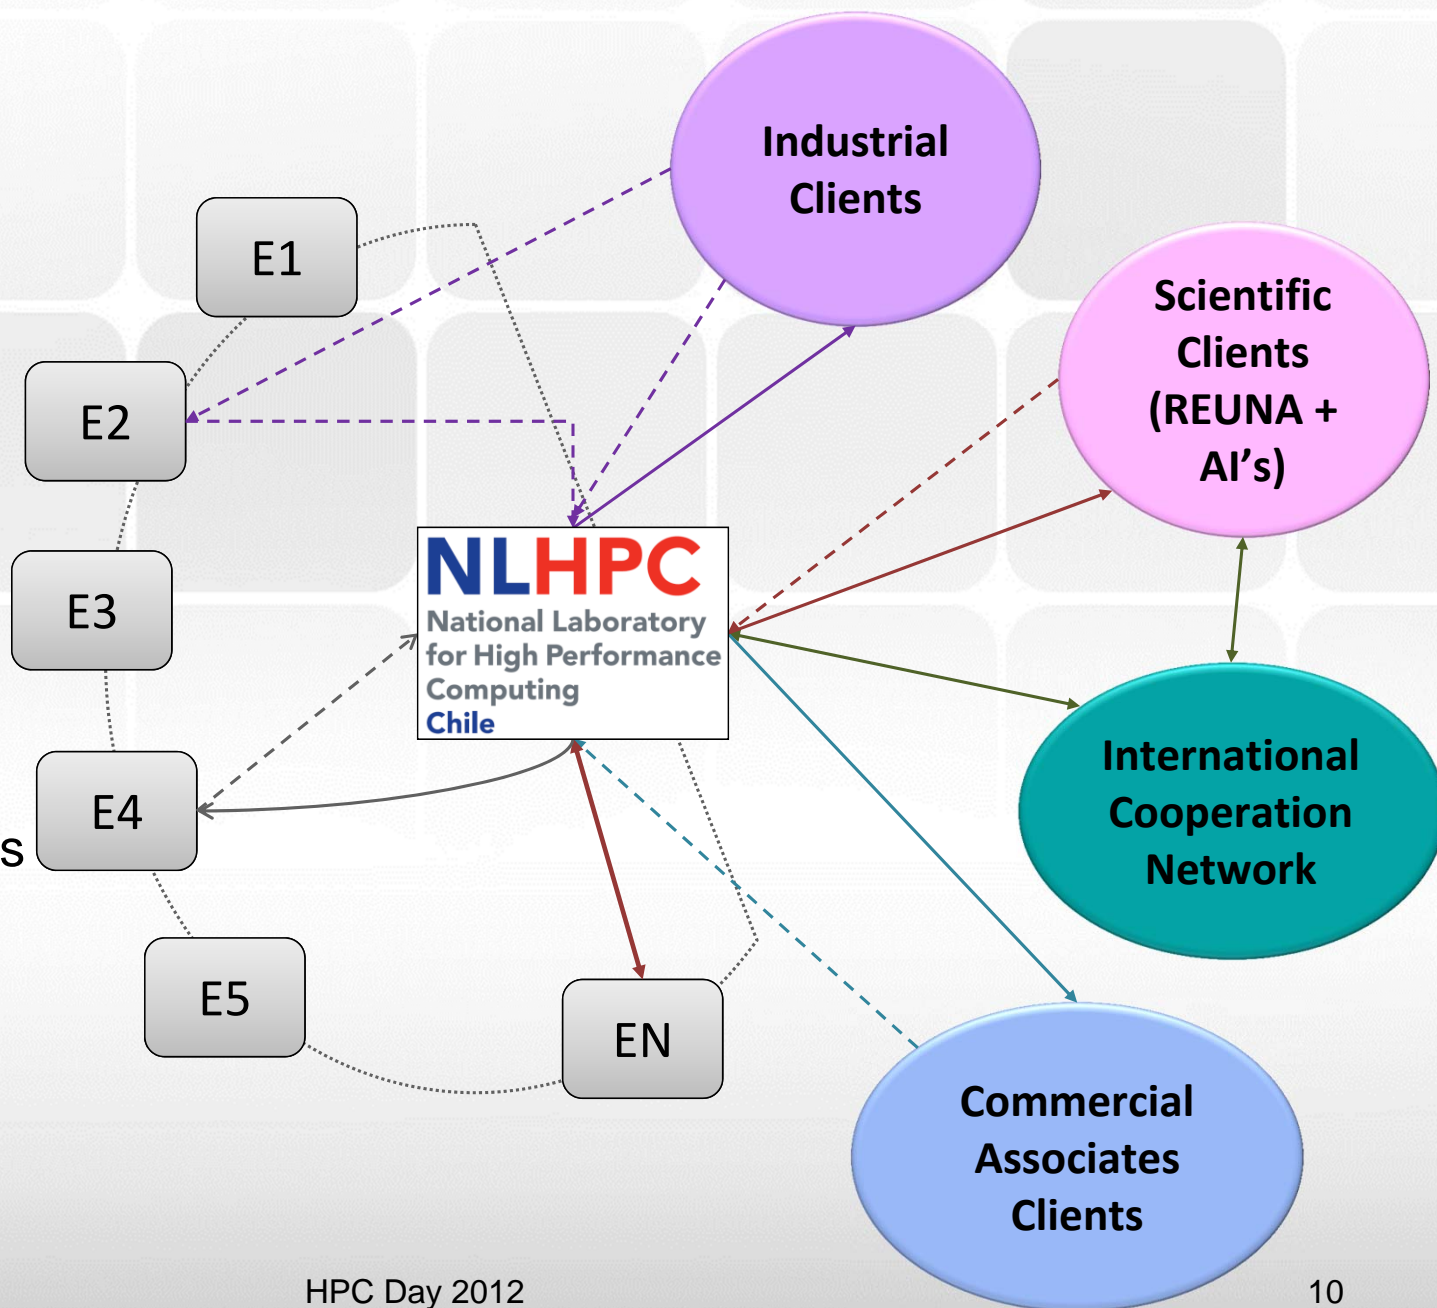 Industrial
Clients
E1
Scientific
Clients
(REUNA +
AI’s)
E2
NLHPC
National Laboratory
for High Performance
Computing
Chile
E3
International
Cooperation
Network
E4
s
E5
EN
Commercial
Associates
Clients
HPC Day 2012
10